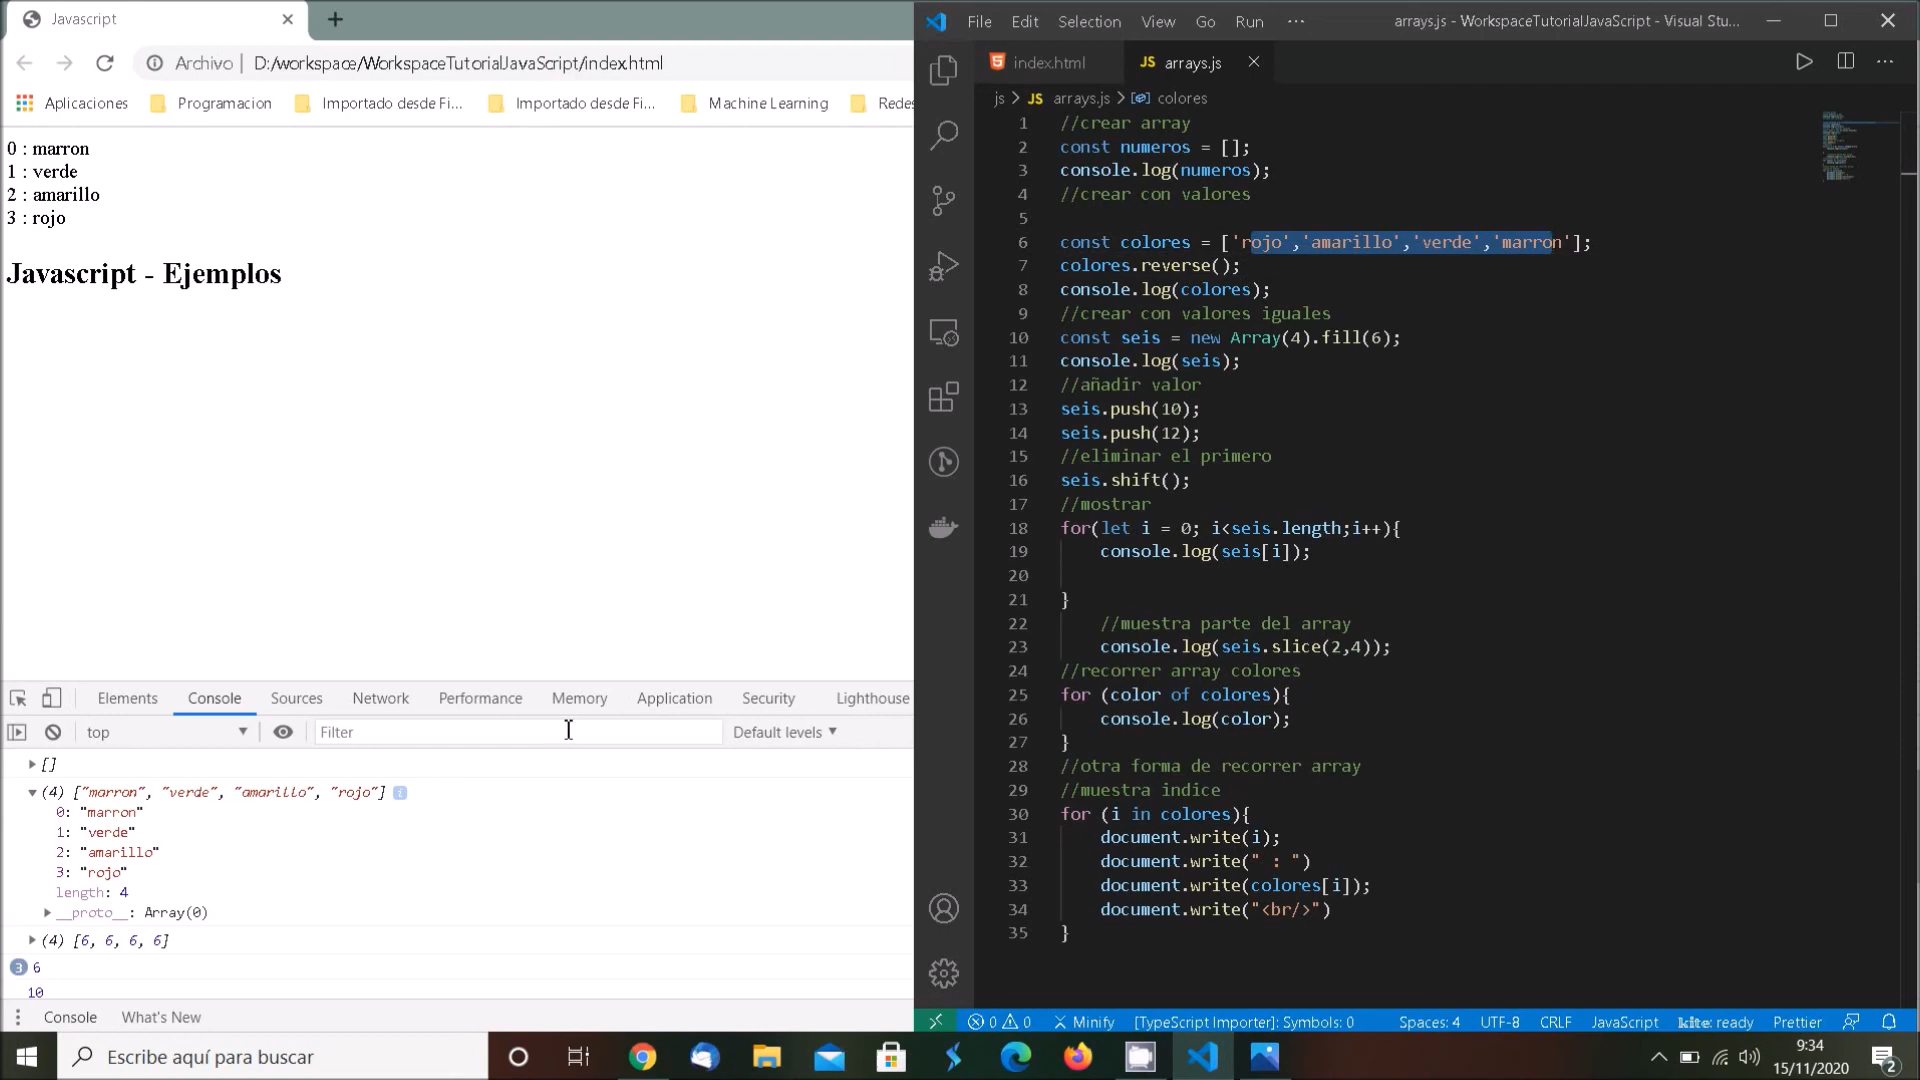 Javascript
Archivo | D:/workspace/WorkspaceTutorialJavaScript/index.html
Aplicaciones Programacion Importado desde Fi... Importado desde Fi... Machine Learning Redes
0 : marron
1 : verde
2 : amarillo
3 : rojo
Javascript - Ejemplos
Elements Console Sources Network Performance Memory Application Security Lighthouse
top Filter Default levels
[]
(4) ["marron", "verde", "amarillo", "rojo"] i
0: "marron"
1: "verde"
2: "amarillo"
3: "rojo"
length: 4
__proto__: Array(0)
(4) [6, 6, 6, 6]
3 6
10
Console What's New
File Edit Selection View Go Run ··· arrays.js - WorkspaceTutorialJavaScript - Visual Stu...
index.html JS arrays.js
js > JS arrays.js > colores
1 //crear array
2 const numeros = [];
3 console.log(numeros);
4 //crear con valores
5
6 const colores = ['rojo','amarillo','verde','marron'];
7 colores.reverse();
8 console.log(colores);
9 //crear con valores iguales
10 const seis = new Array(4).fill(6);
11 console.log(seis);
12 //añadir valor
13 seis.push(10);
14 seis.push(12);
15 //eliminar el primero
16 seis.shift();
17 //mostrar
18 for(let i = 0; i<seis.length;i++){
19 console.log(seis[i]);
20
21 }
22 //muestra parte del array
23 console.log(seis.slice(2,4));
24 //recorrer array colores
25 for (color of colores){
26 console.log(color);
27 }
28 //otra forma de recorrer array
29 //muestra indice
30 for (i in colores){
31 document.write(i);
32 document.write(" : ")
33 document.write(colores[i]);
34 document.write("<br/>")
35 }
0 0 Minify [TypeScript Importer]: Symbols: 0 Spaces: 4 UTF-8 CRLF JavaScript kite: ready Prettier
Escribe aquí para buscar
9:34
15/11/2020
2